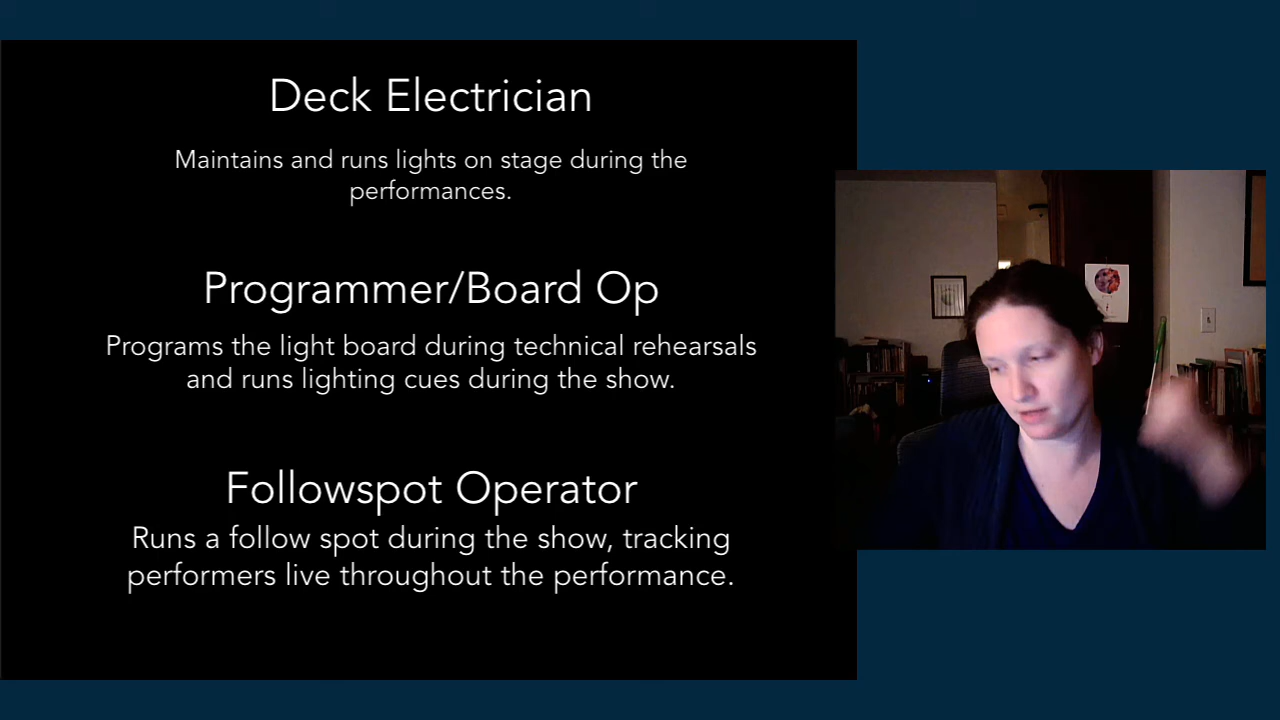 Deck Electrician
Maintains and runs lights on stage during the
performances.
Programmer/Board Op
Programs the light board during technical rehearsals
and runs lighting cues during the show.
Followspot Operator
Runs a follow spot during the show, tracking
performers live throughout the performance.